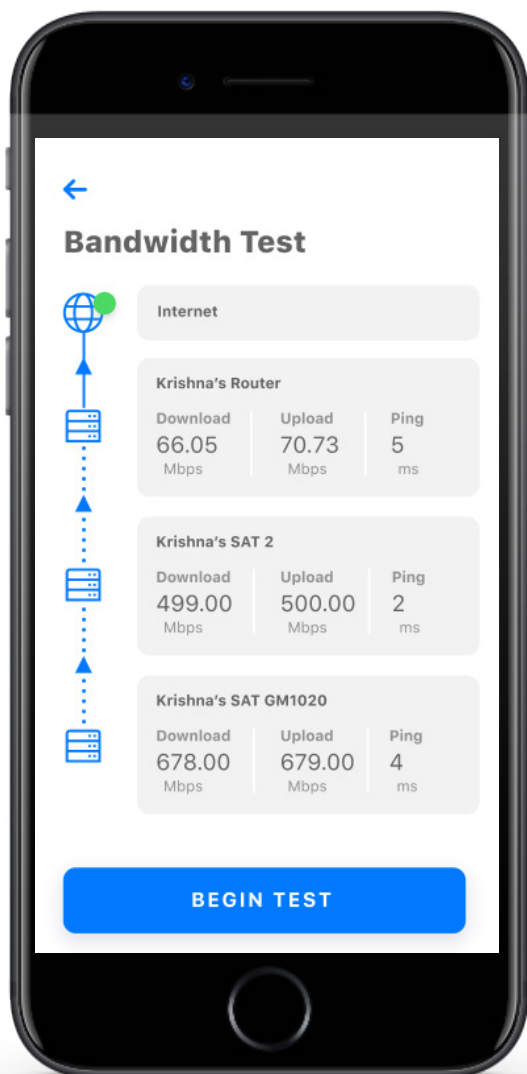 Bandwidth Test
Internet
Krishna's Router
Download Upload Ping
66.05 70.73 5
Mbps Mbps ms
Krishna's SAT 2
Download Upload Ping
499.00 500.00 2
Mbps Mbps ms
Krishna's SAT GM1020
Download Upload Ping
678.00 679.00 4
Mbps Mbps ms
BEGIN TEST